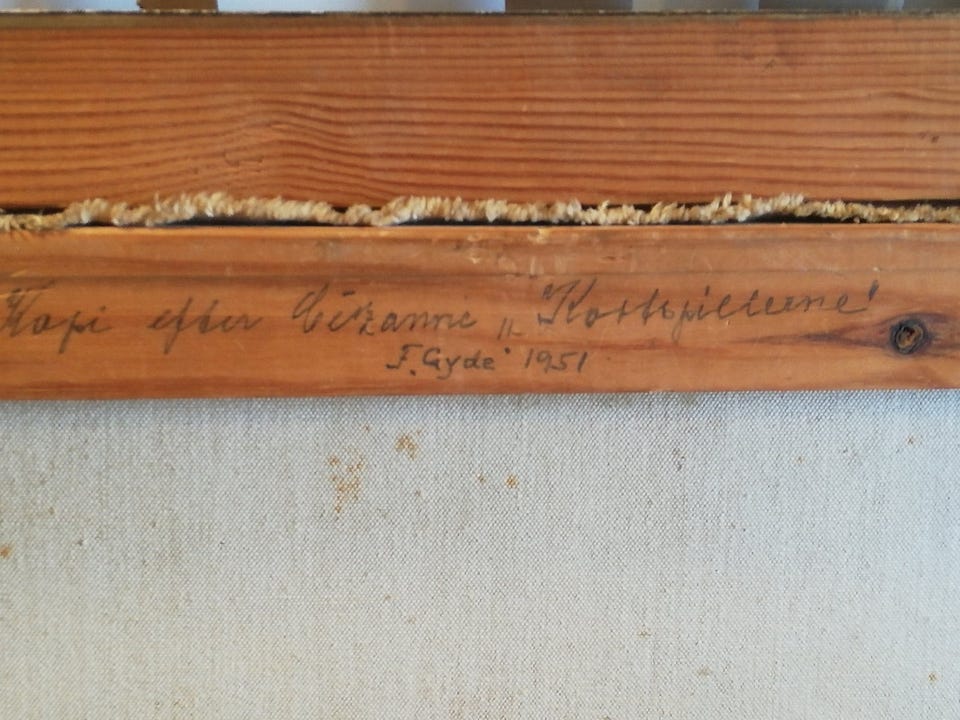 Kopi efter Cézanne „Kortspillerne"
F. Gyde 1951